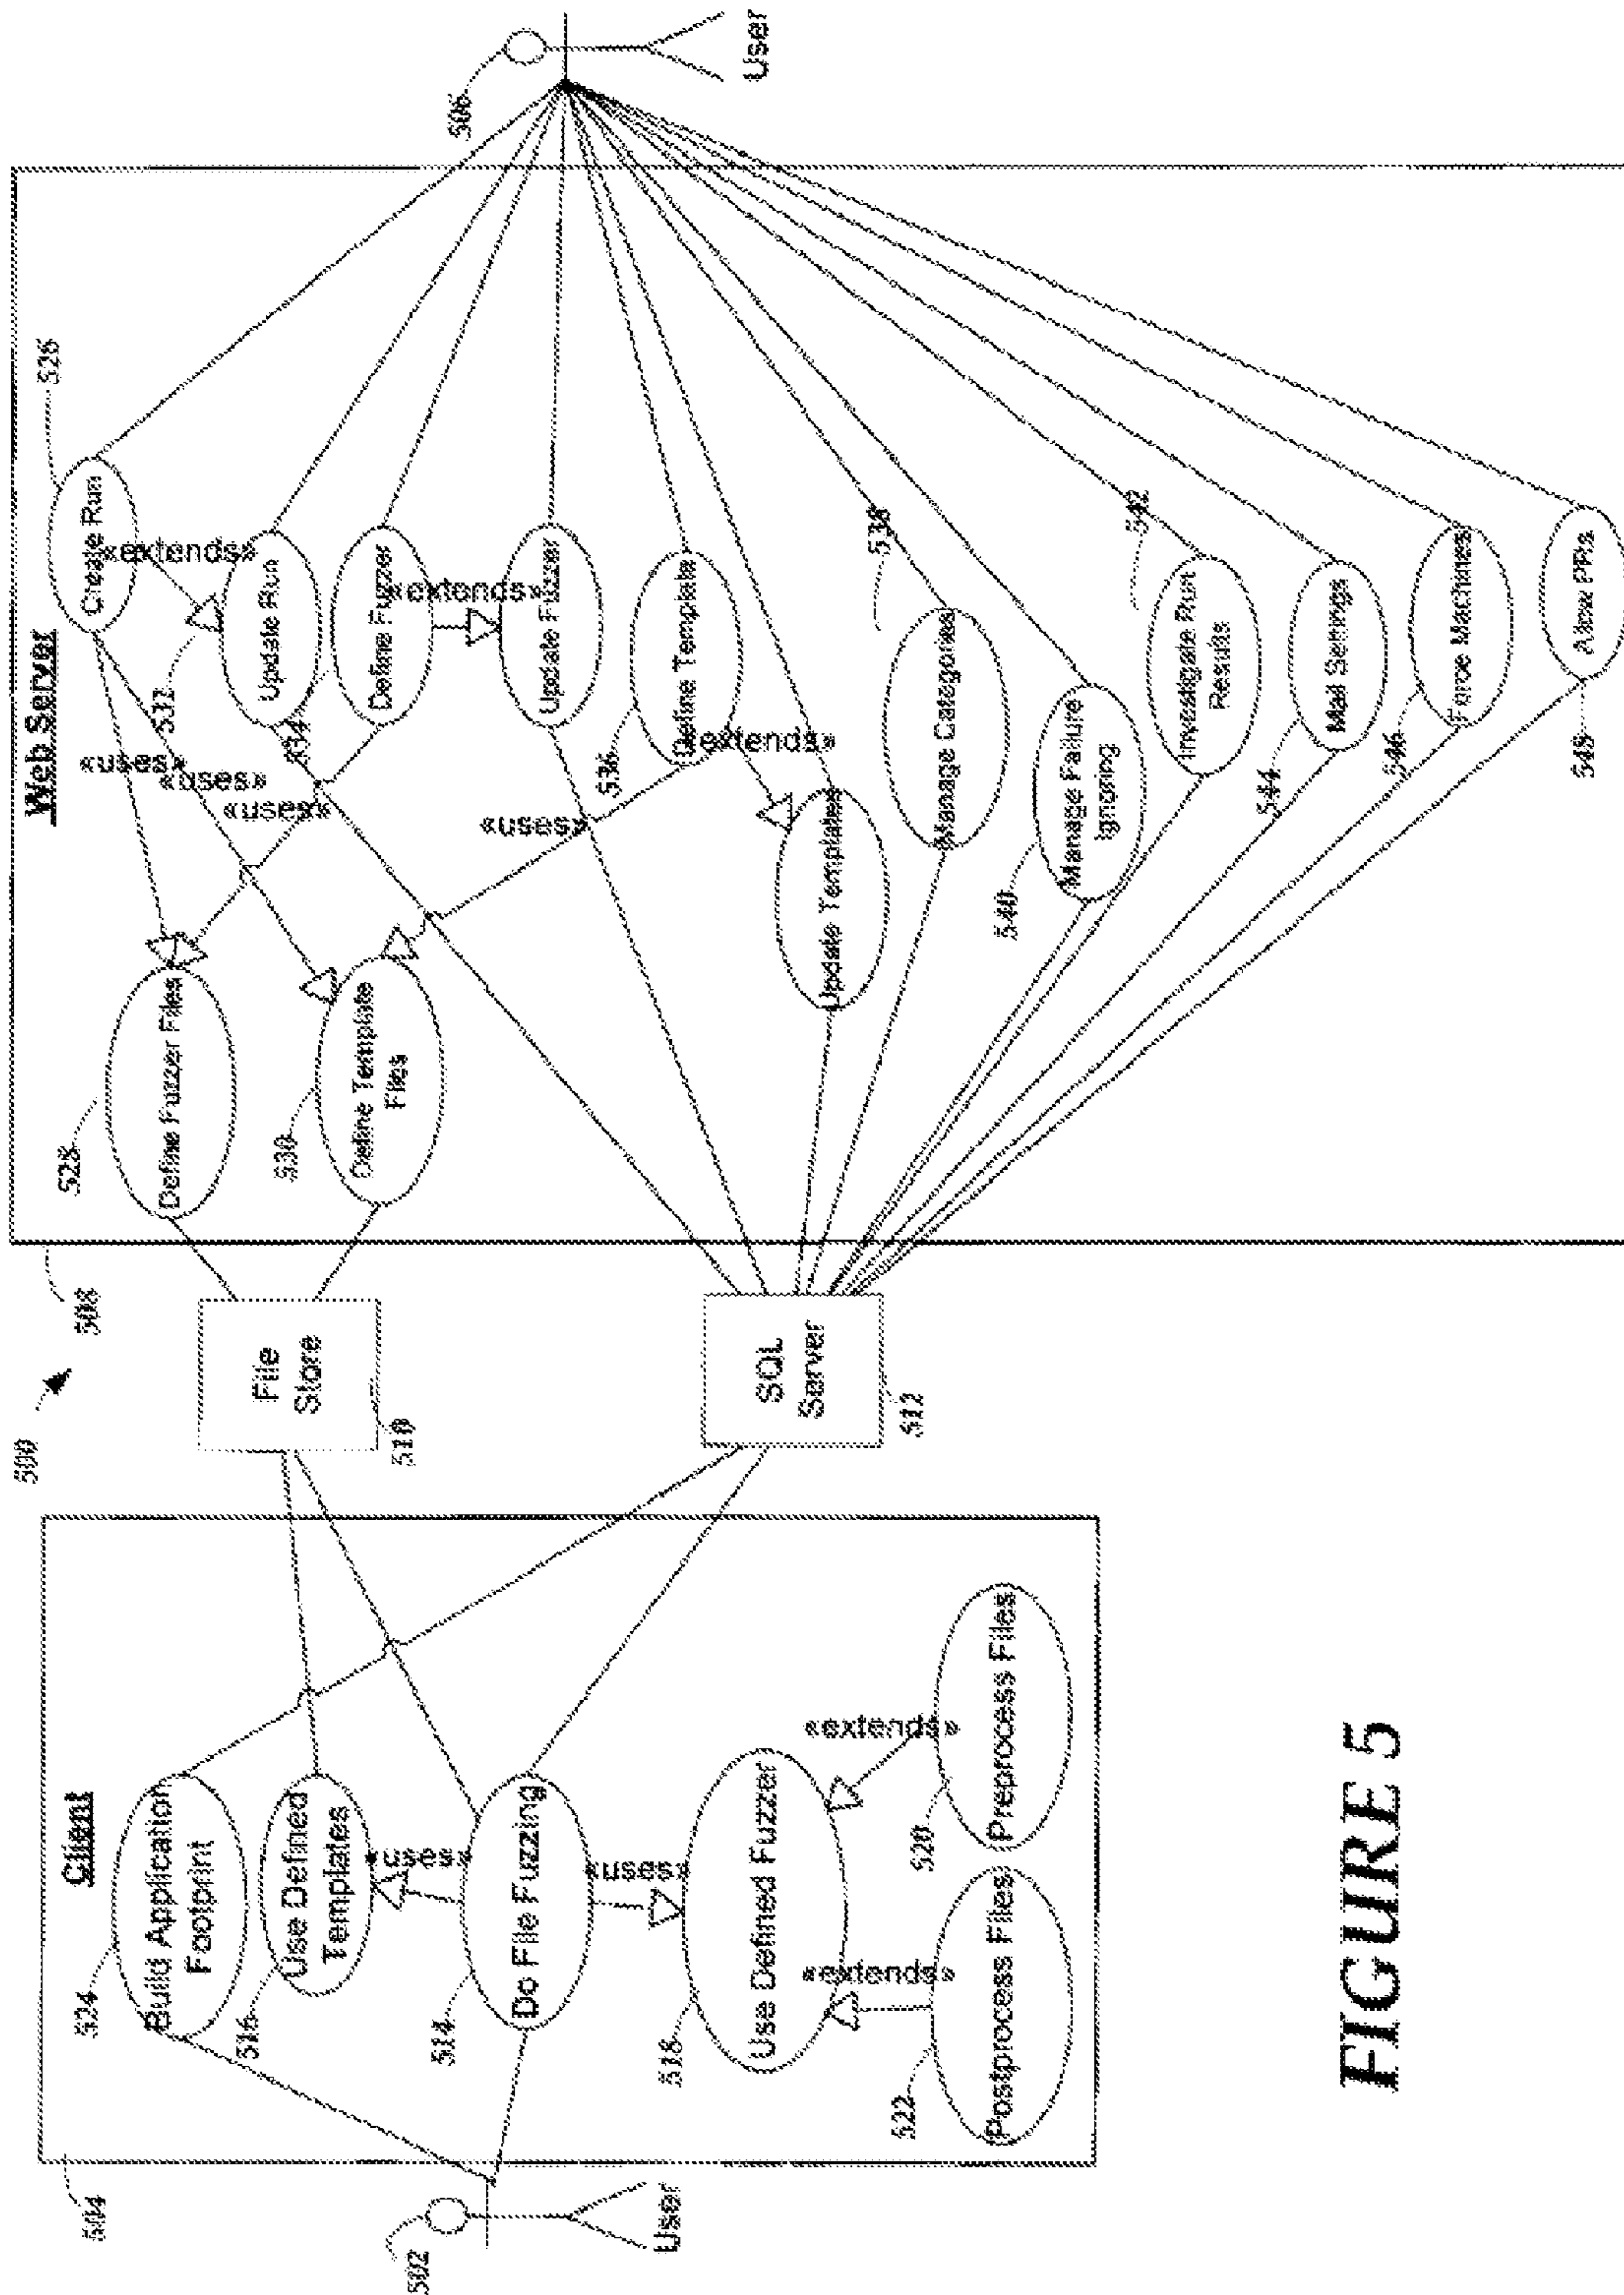 500
504
Client
524
Build Application
Footprint
516
Use Defined
Templates
«uses»
514
Do File Fuzzing
«uses»
518
Use Defined Fuzzer
«extends»
«extends»
522
Postprocess Files
520
Preprocess Files
502
User
File
Store
510
SQL
Server
512
508
Web Server
526
Create Run
«extends»
532
Update Run
528
Define Fuzzer Files
«uses»
«uses»
«uses»
530
Define Template
Files
534
Define Fuzzer
«extends»
Update Fuzzer
536
Define Template
«uses»
«extends»
Update Templates
538
Manage Categories
540
Manage Failure
Ignoring
542
Investigate Run
Results
544
Mail Settings
546
Force Machines
548
506
User
FIGURE 5